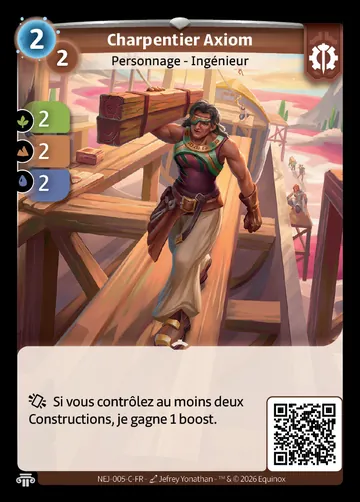 2
Charpentier Axiom
2
Personnage - Ingénieur
2
2
2
Si vous contrôlez au moins deux
Constructions, je gagne 1 boost.
NEJ-005-C-FR - Jefrey Yonathan - ™ & © 2026 Equinox